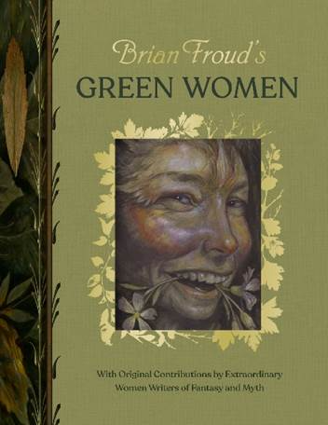 Brian Froud's
GREEN WOMEN
With Original Contributions by Extraordinary
Women Writers of Fantasy and Myth